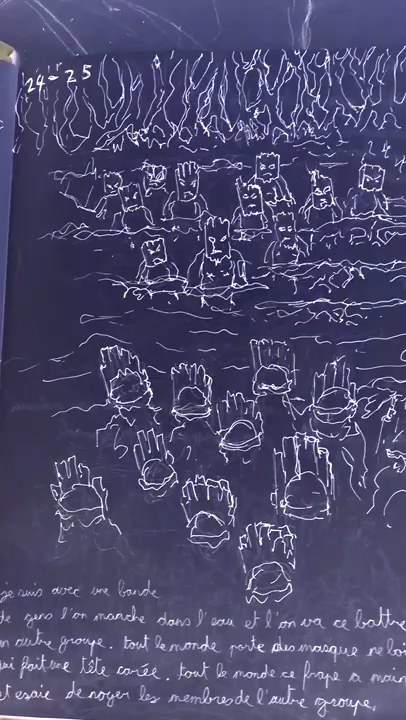 24 - 25
24
je suis avec une bande
de gens l'on marche dans l'eau et l'on va ce battre
un autre groupe. tout le monde porte des masque
qui fait une tête carée. tout le monde ce frape a main
et essaie de noyer les membres de l'autre groupe,